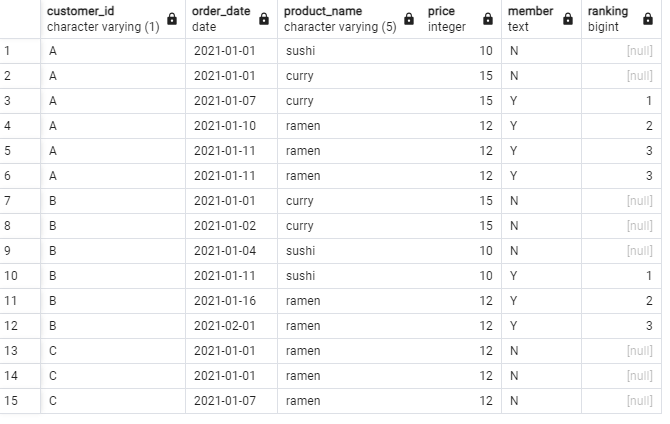 customer_id order_date product_name price member ranking
character varying (1) date character varying (5) integer text bigint
1 A 2021-01-01 sushi 10 N [null]
2 A 2021-01-01 curry 15 N [null]
3 A 2021-01-07 curry 15 Y 1
4 A 2021-01-10 ramen 12 Y 2
5 A 2021-01-11 ramen 12 Y 3
6 A 2021-01-11 ramen 12 Y 3
7 B 2021-01-01 curry 15 N [null]
8 B 2021-01-02 curry 15 N [null]
9 B 2021-01-04 sushi 10 N [null]
10 B 2021-01-11 sushi 10 Y 1
11 B 2021-01-16 ramen 12 Y 2
12 B 2021-02-01 ramen 12 Y 3
13 C 2021-01-01 ramen 12 N [null]
14 C 2021-01-01 ramen 12 N [null]
15 C 2021-01-07 ramen 12 N [null]